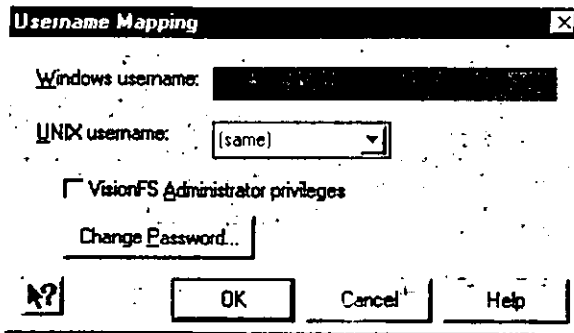 Username Mapping
Windows username:
UNIX username: (same)
VisionFS Administrator privileges
Change Password...
OK Cancel Help